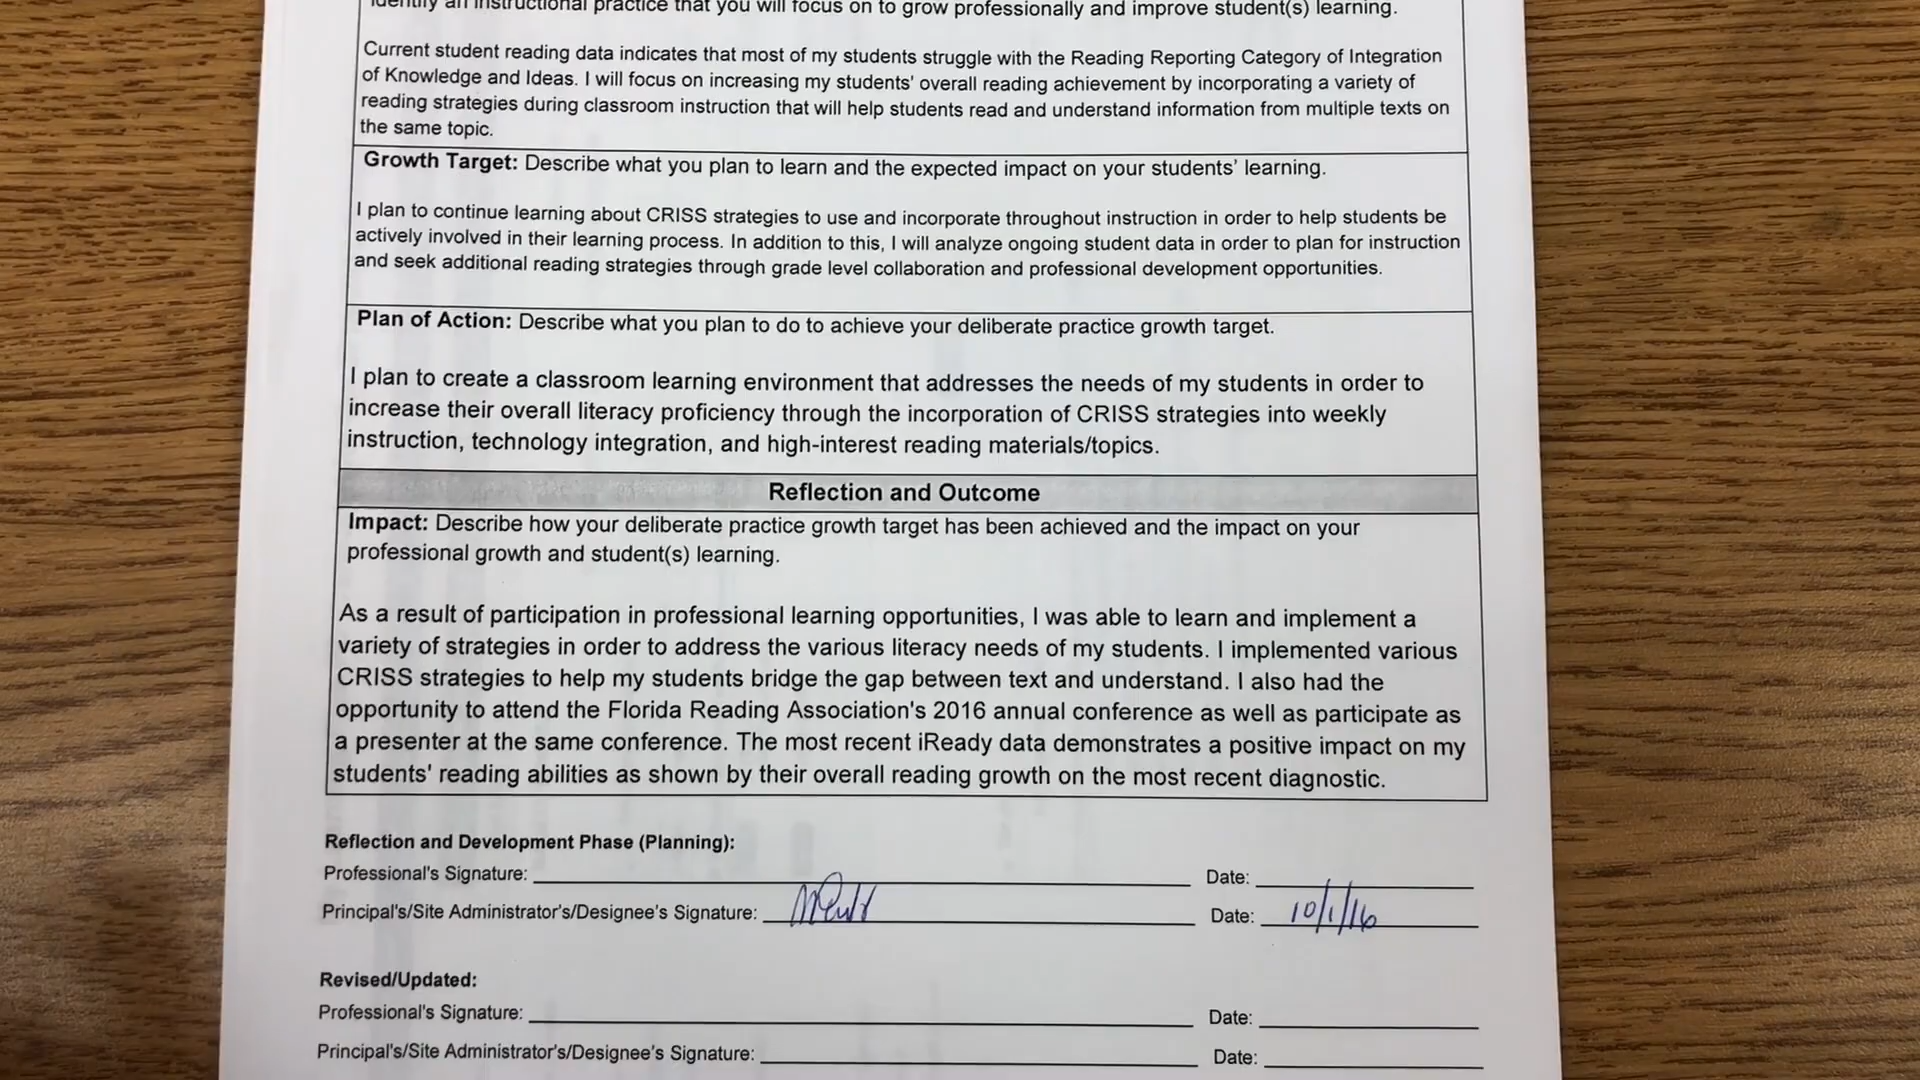 Identify an instructional practice that you will focus on to grow professionally and improve student(s) learning.
Current student reading data indicates that most of my students struggle with the Reading Reporting Category of Integration
of Knowledge and Ideas. I will focus on increasing my students' overall reading achievement by incorporating a variety of
reading strategies during classroom instruction that will help students read and understand information from multiple texts on
the same topic.
Growth Target: Describe what you plan to learn and the expected impact on your students' learning.
I plan to continue learning about CRISS strategies to use and incorporate throughout instruction in order to help students be
actively involved in their learning process. In addition to this, I will analyze ongoing student data in order to plan for instruction
and seek additional reading strategies through grade level collaboration and professional development opportunities.
Plan of Action: Describe what you plan to do to achieve your deliberate practice growth target.
I plan to create a classroom learning environment that addresses the needs of my students in order to
increase their overall literacy proficiency through the incorporation of CRISS strategies into weekly
instruction, technology integration, and high-interest reading materials/topics.
Reflection and Outcome
Impact: Describe how your deliberate practice growth target has been achieved and the impact on your
professional growth and student(s) learning.
As a result of participation in professional learning opportunities, I was able to learn and implement a
variety of strategies in order to address the various literacy needs of my students. I implemented various
CRISS strategies to help my students bridge the gap between text and understand. I also had the
opportunity to attend the Florida Reading Association's 2016 annual conference as well as participate as
a presenter at the same conference. The most recent iReady data demonstrates a positive impact on my
students' reading abilities as shown by their overall reading growth on the most recent diagnostic.
Reflection and Development Phase (Planning):
Professional's Signature: Date:
Principal's/Site Administrator's/Designee's Signature: Date: 10/1/16
Revised/Updated:
Professional's Signature: Date:
Principal's/Site Administrator's/Designee's Signature: Date: